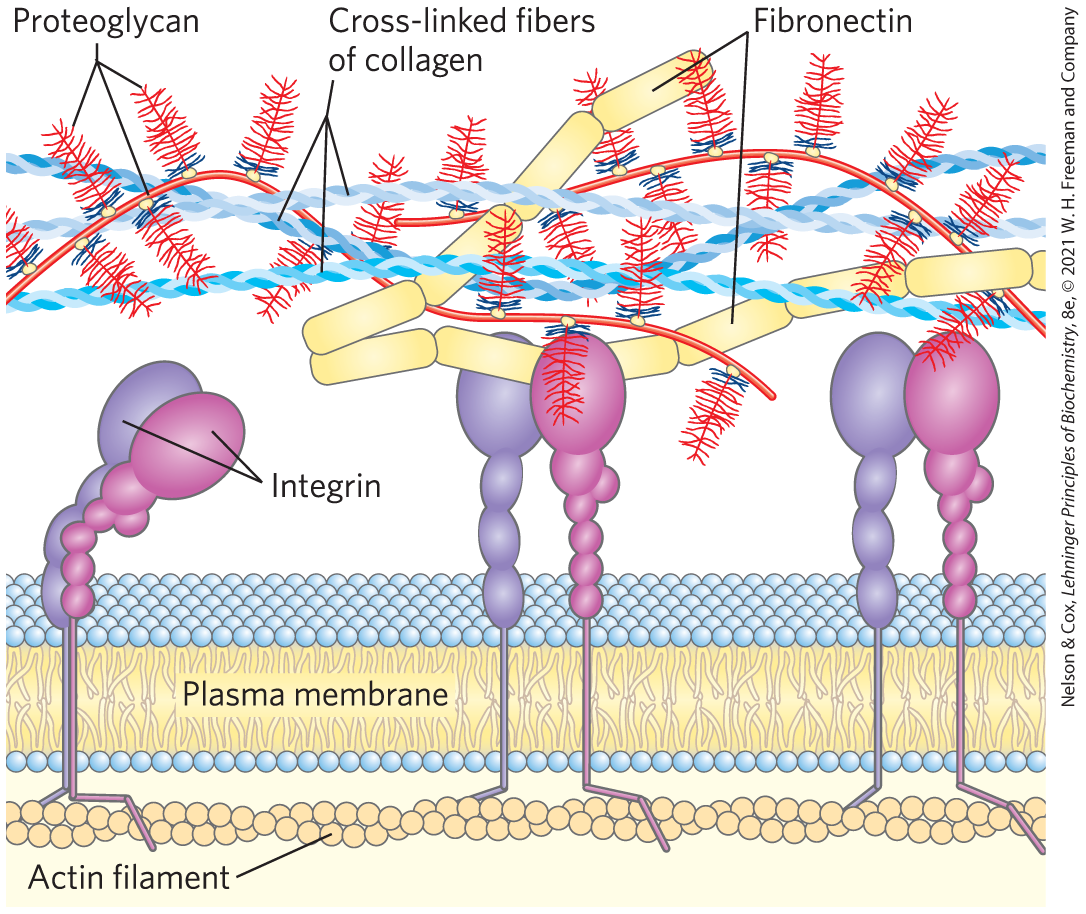 Proteoglycan
Cross-linked fibers
of collagen
Fibronectin
Integrin
Plasma membrane
Actin filament
Nelson & Cox, Lehninger Principles of Biochemistry, 8e, © 2021 W. H. Freeman and Company